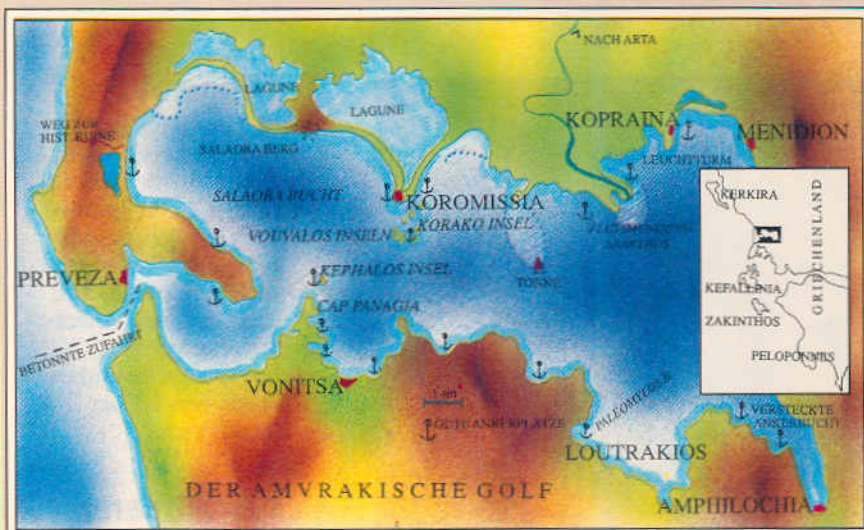 NACH ARTA
LAGUNE
LAGUNE
KOPRAINA
WEG ZUR
HIST. RUINE
MENIDION
SALAORA BERG
LEUCHTTURM
SALAORA BUCHT
KOROMISSIA
KORAKO INSEL
VOUVALOS INSELN
ARAKTHOS
KERKIRA
GRIECHENLAND
PREVEZA
KEPHALOS INSEL
TONNE
KEFALLINIA
CAP PANAGIA
ZAKINTHOS
BETONNTE ZUFAHRT
PELOPONNES
VONITSA
1 sm
GUTE ANKERPLÄTZE
VERSTECKTE
ANKERBUCHT
LOUTRAKIOS
DER AMVRAKISCHE GOLF
AMPHILOCHIA